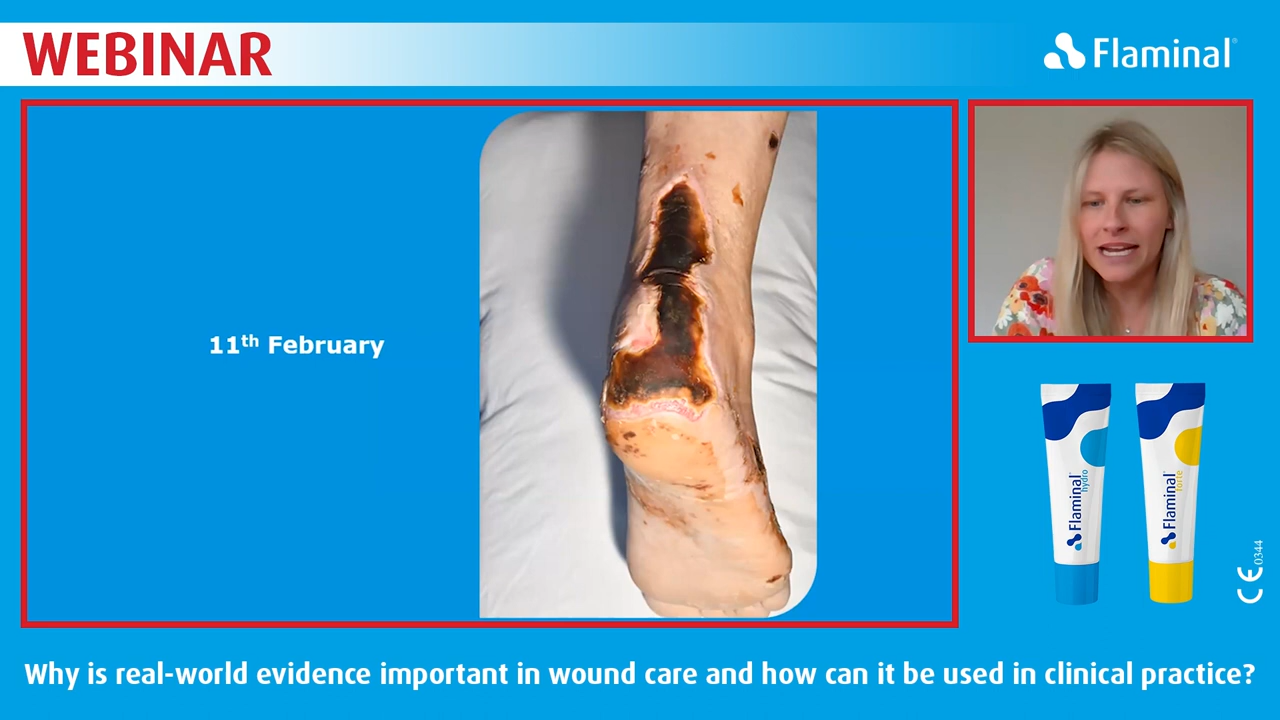 WEBINAR
Flaminal®
11th February
Flaminal® hydro
Flaminal® forte
CE 0344
Why is real-world evidence important in wound care and how can it be used in clinical practice?